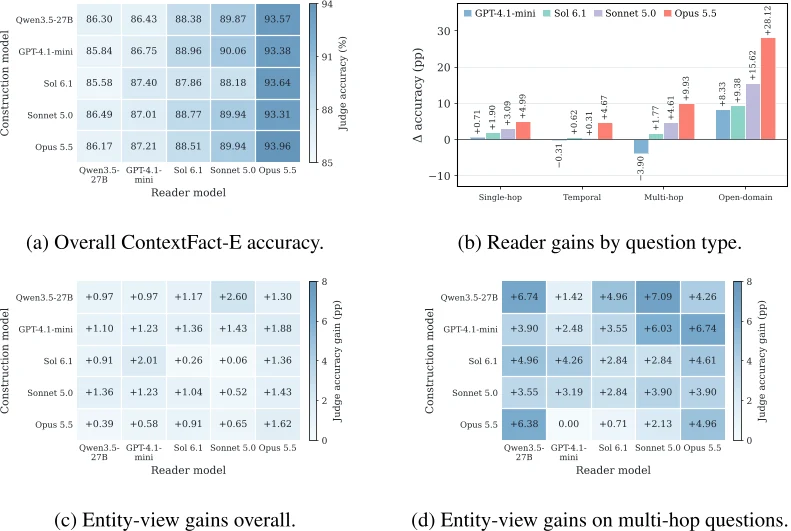 Construction model
Qwen3.5-27B 86.30 86.43 88.38 89.87 93.57
GPT-4.1-mini 85.84 86.75 88.96 90.06 93.38
Sol 6.1 85.58 87.40 87.86 88.18 93.64
Sonnet 5.0 86.49 87.01 88.77 89.94 93.31
Opus 5.5 86.17 87.21 88.51 89.94 93.96
Qwen3.5-27B GPT-4.1-mini Sol 6.1 Sonnet 5.0 Opus 5.5
Reader model
94
91
88
85
Judge accuracy (%)
(a) Overall ContextFact-E accuracy.
GPT-4.1-mini Sol 6.1 Sonnet 5.0 Opus 5.5
Δ accuracy (pp)
30
20
10
0
−10
+0.71 +1.90 +3.09 +4.99
−0.31 +0.62 +0.31 +4.67
−3.90 +1.77 +4.61 +9.93
+8.33 +9.38 +15.62 +28.12
Single-hop Temporal Multi-hop Open-domain
(b) Reader gains by question type.
Construction model
Qwen3.5-27B +0.97 +0.97 +1.17 +2.60 +1.30
GPT-4.1-mini +1.10 +1.23 +1.36 +1.43 +1.88
Sol 6.1 +0.91 +2.01 +0.26 +0.06 +1.36
Sonnet 5.0 +1.36 +1.23 +1.04 +0.52 +1.43
Opus 5.5 +0.39 +0.58 +0.91 +0.65 +1.62
Qwen3.5-27B GPT-4.1-mini Sol 6.1 Sonnet 5.0 Opus 5.5
Reader model
8
6
4
2
0
Judge accuracy gain (pp)
(c) Entity-view gains overall.
Construction model
Qwen3.5-27B +6.74 +1.42 +4.96 +7.09 +4.26
GPT-4.1-mini +3.90 +2.48 +3.55 +6.03 +6.74
Sol 6.1 +4.96 +4.26 +2.84 +2.84 +4.61
Sonnet 5.0 +3.55 +3.19 +2.84 +3.90 +3.90
Opus 5.5 +6.38 0.00 +0.71 +2.13 +4.96
Qwen3.5-27B GPT-4.1-mini Sol 6.1 Sonnet 5.0 Opus 5.5
Reader model
8
6
4
2
0
Judge accuracy gain (pp)
(d) Entity-view gains on multi-hop questions.